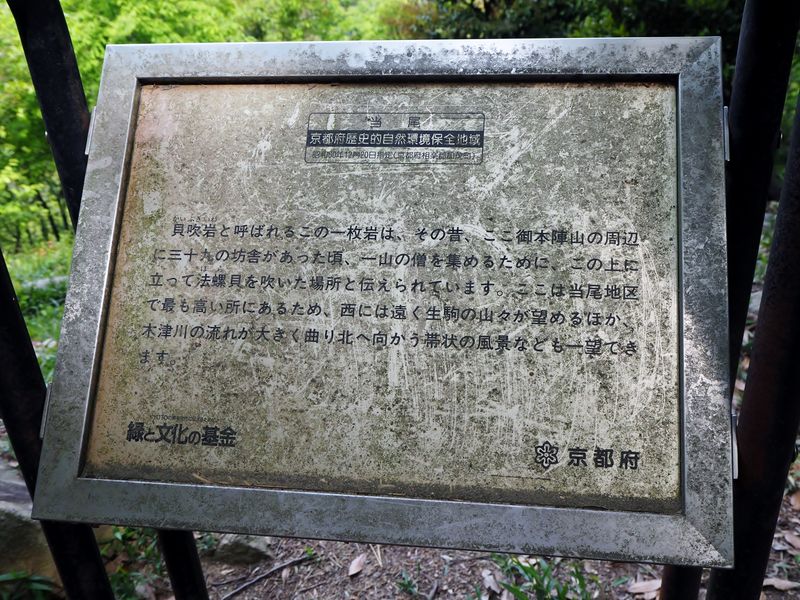 当尾
京都府歴史的自然環境保全地域
かいふきいわ
貝吹岩と呼ばれるこの一枚岩は、その昔、ここ御本陣山の周辺
に三十九の坊舎があった頃、一山の僧を集めるために、この上に
立って法螺貝を吹いた場所と伝えられています。ここは当尾地区
で最も高い所にあるため、西には遠く生駒の山々が望めるほか、
木津川の流れが大きく曲り北へ向かう帯状の風景なども一望でき
ます。
緑と文化の基金
京都府